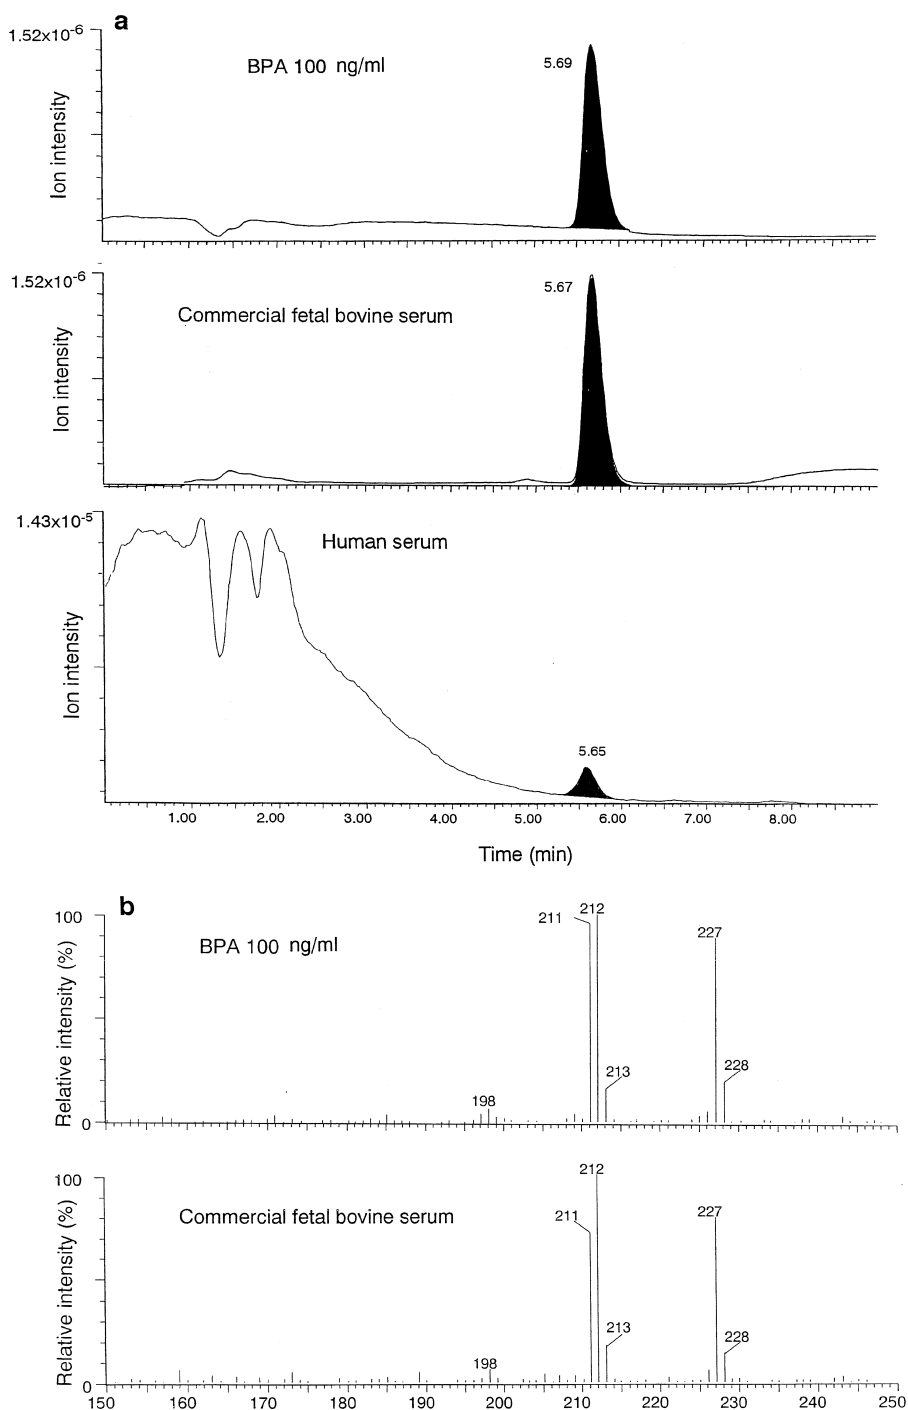 a
1.52x10-6
BPA 100 ng/ml
5.69
Ion intensity
1.52x10-6
5.67
Commercial fetal bovine serum
Ion intensity
1.43x10-5
Human serum
Ion intensity
5.65
1.00 2.00 3.00 4.00 5.00 6.00 7.00 8.00
Time (min)
b
100
BPA 100 ng/ml
211 212 227
Relative intensity (%)
213 228
198
0
100
212
Commercial fetal bovine serum
211 227
Relative intensity (%)
213 228
198
0
150 160 170 180 190 200 210 220 230 240 250